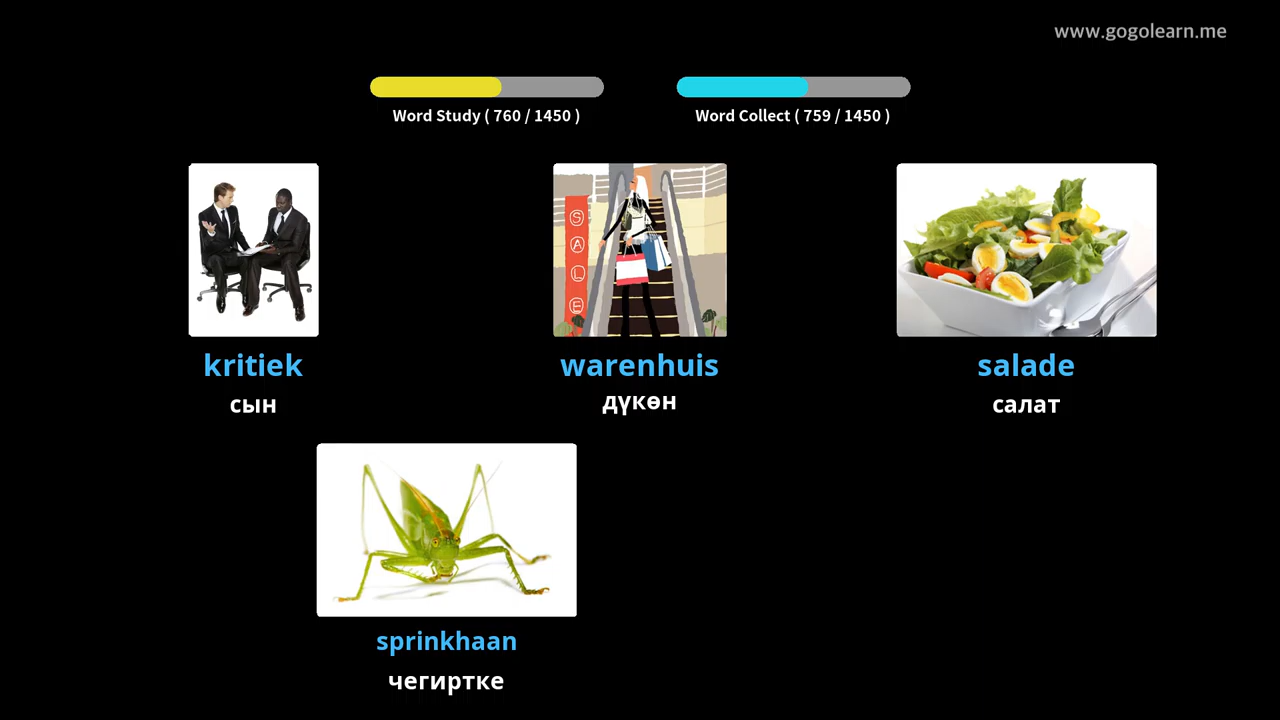 www.gogolearn.me
Word Study ( 760 / 1450 )
Word Collect ( 759 / 1450 )
SALE
kritiek
warenhuis
salade
сын
дүкөн
салат
sprinkhaan
чегиртке